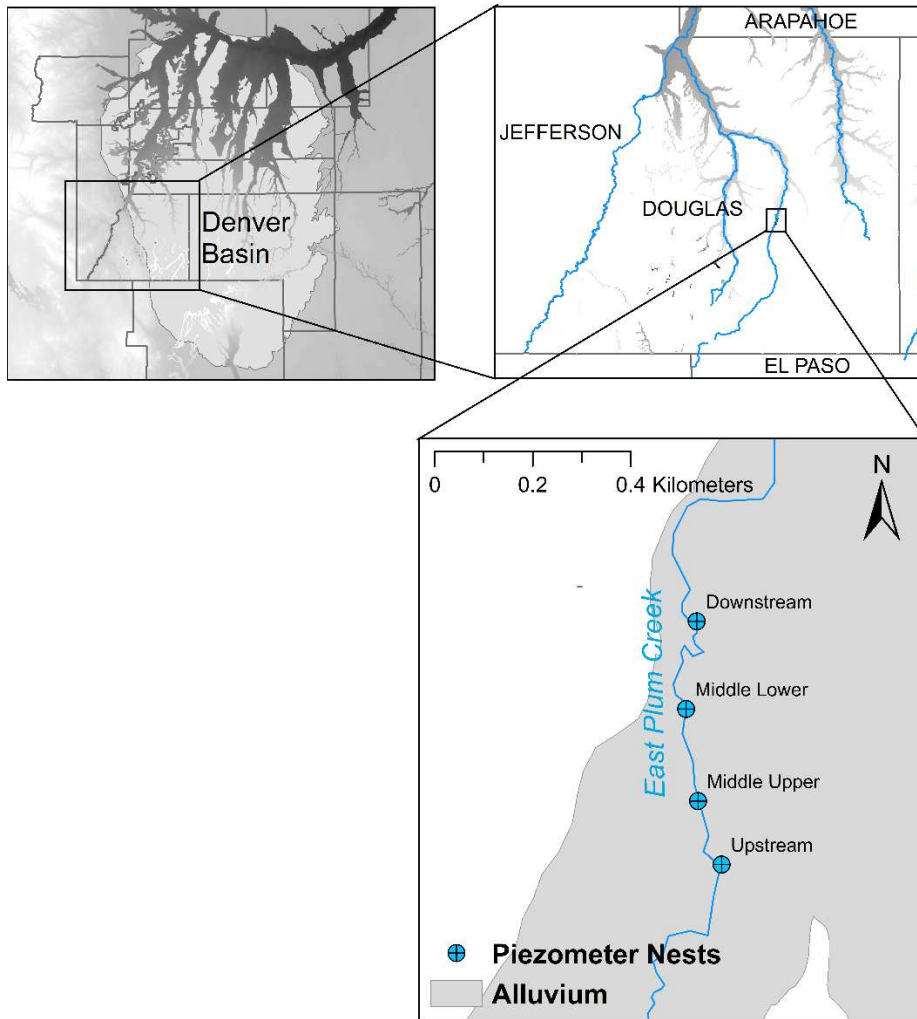 Denver
Basin
ARAPAHOE
JEFFERSON
DOUGLAS
EL PASO
0 0.2 0.4 Kilometers
N
East Plum Creek
Downstream
Middle Lower
Middle Upper
Upstream
Piezometer Nests
Alluvium